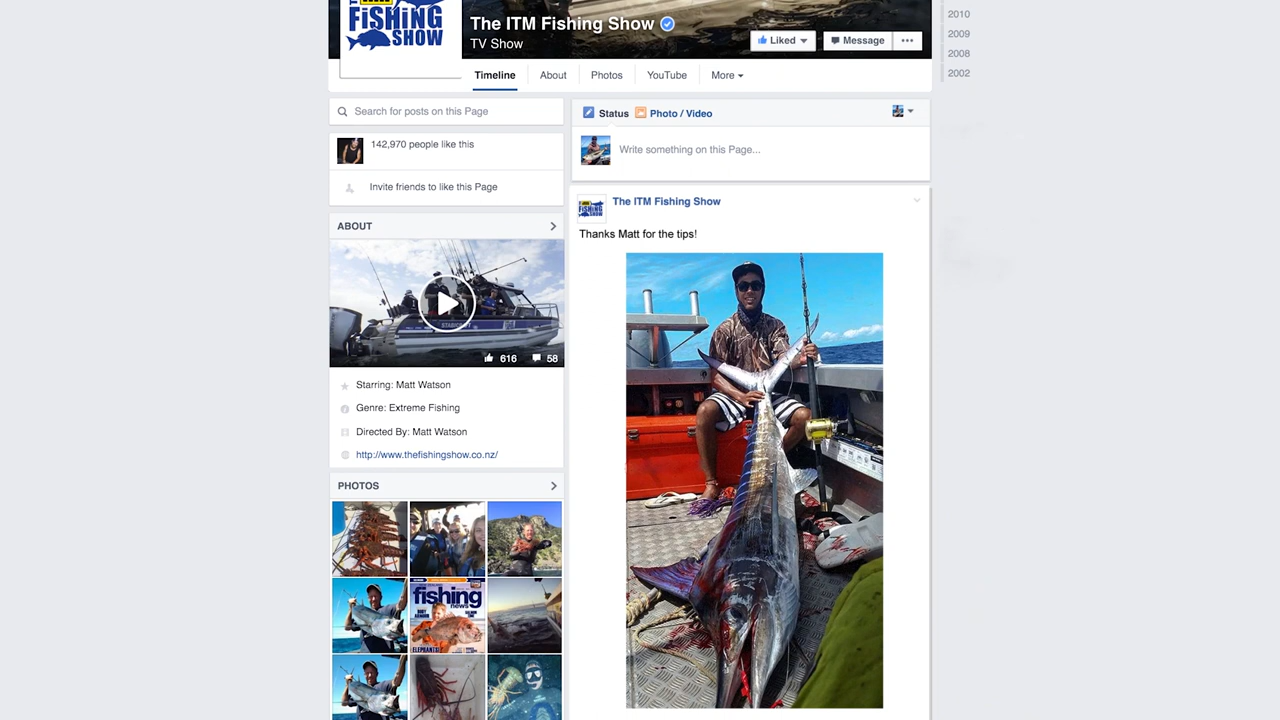 FiSHiNG
SHOW
The ITM Fishing Show
TV Show
Liked
Message
2010
2009
2008
2002
Timeline
About
Photos
YouTube
More
Search for posts on this Page
142,970 people like this
Invite friends to like this Page
ABOUT
616
58
Starring: Matt Watson
Genre: Extreme Fishing
Directed By: Matt Watson
http://www.thefishingshow.co.nz/
PHOTOS
fishing
news
ELEPHANTS!
Status
Photo / Video
Write something on this Page...
FiSHiNG
SHOW
The ITM Fishing Show
Thanks Matt for the tips!